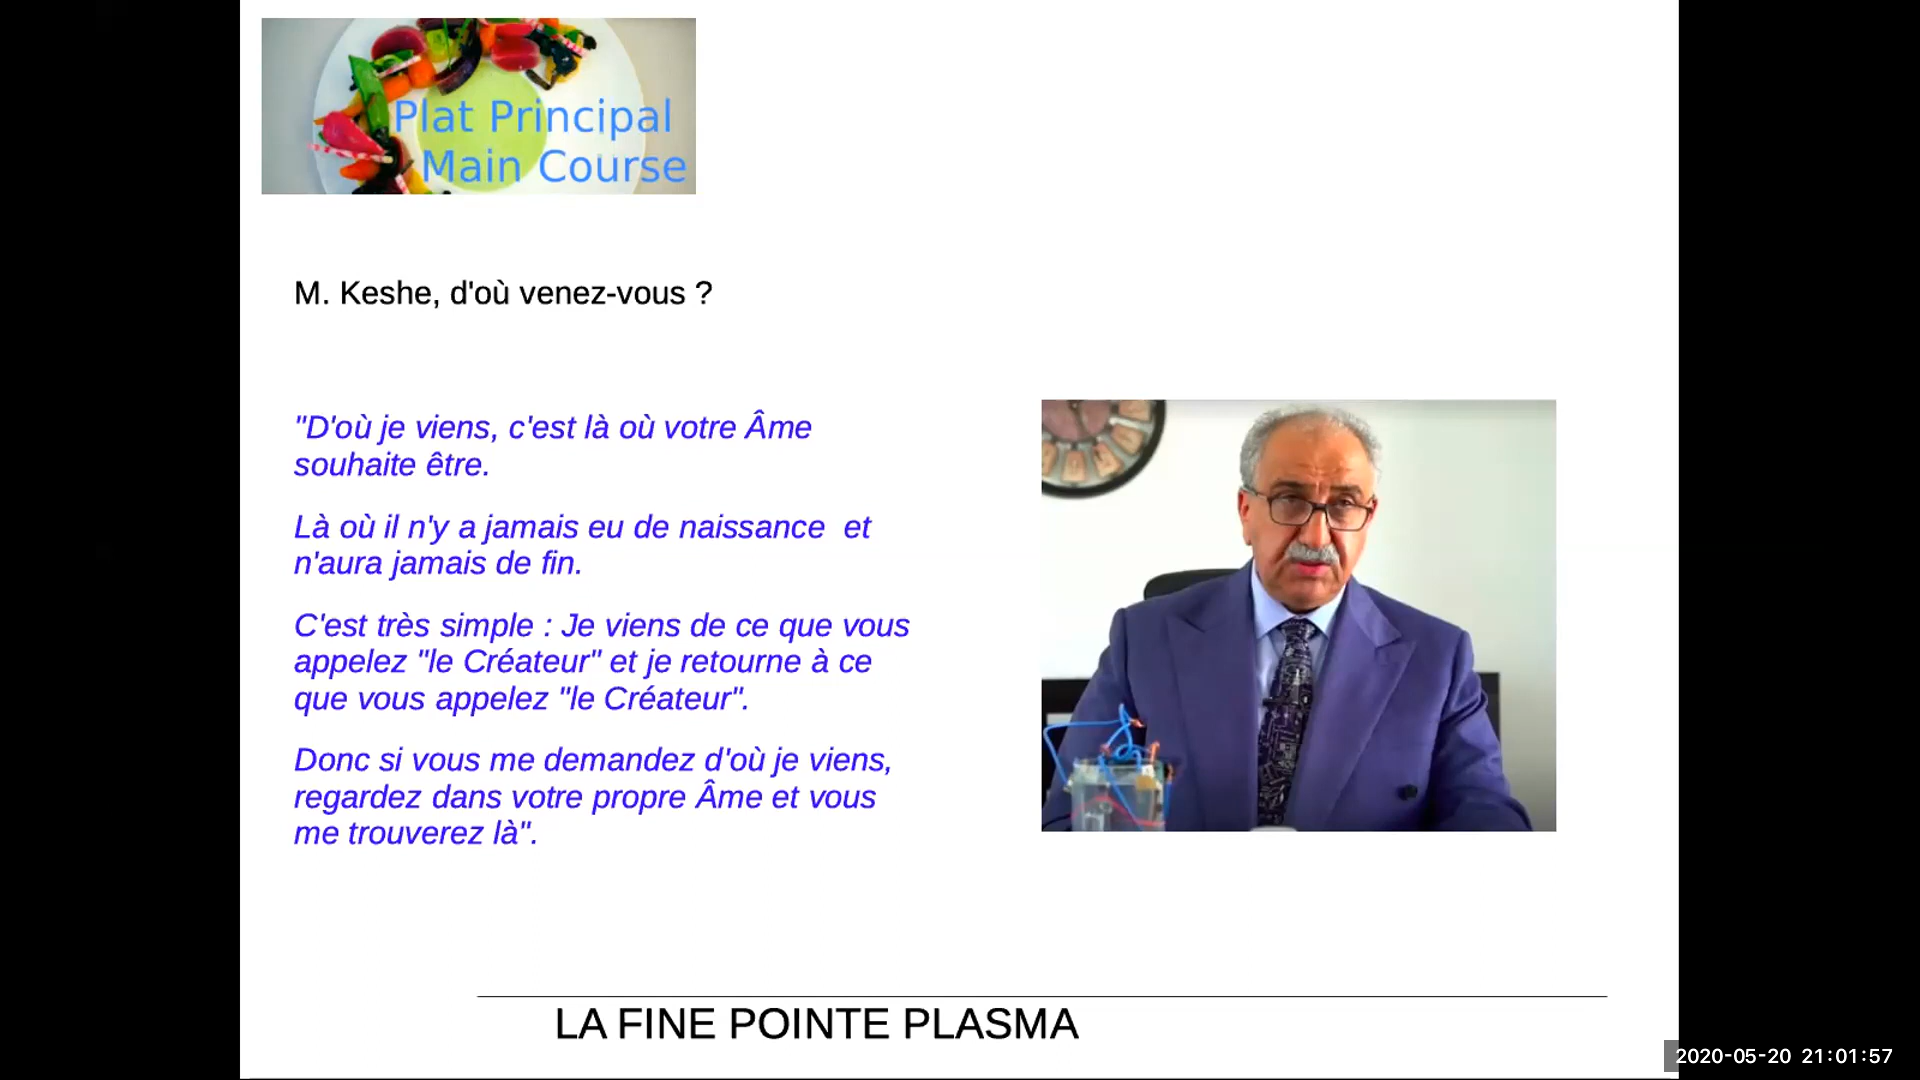 Plat Principal
Main Course
M. Keshe, d'où venez-vous ?
"D'où je viens, c'est là où votre Âme
souhaite être.
Là où il n'y a jamais eu de naissance  et
n'aura jamais de fin.
C'est très simple : Je viens de ce que vous
appelez "le Créateur" et je retourne à ce
que vous appelez "le Créateur".
Donc si vous me demandez d'où je viens,
regardez dans votre propre Âme et vous
me trouverez là".
LA FINE POINTE PLASMA
2020-05-20 21:01:57